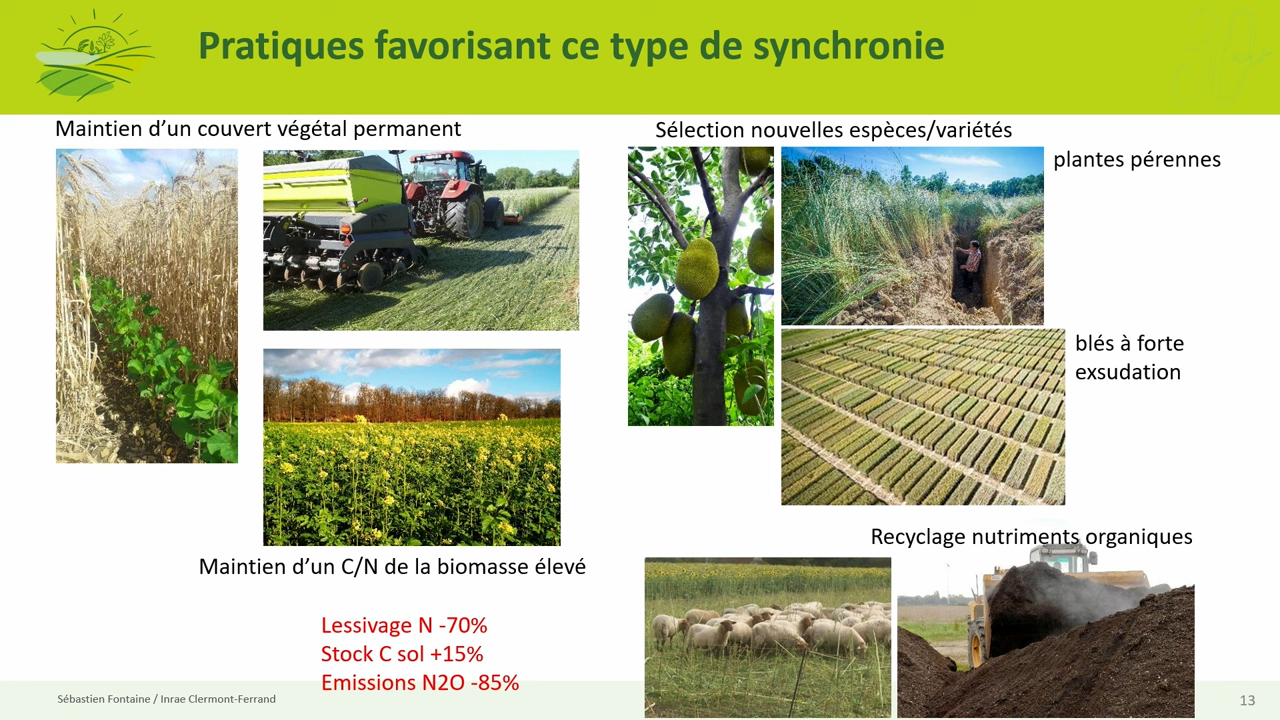 Pratiques favorisant ce type de synchronie
Maintien d’un couvert végétal permanent
Sélection nouvelles espèces/variétés
plantes pérennes
blés à forte
exsudation
Recyclage nutriments organiques
Maintien d’un C/N de la biomasse élevé
Lessivage N -70%
Stock C sol +15%
Emissions N2O -85%
Sébastien Fontaine / Inrae Clermont-Ferrand
13